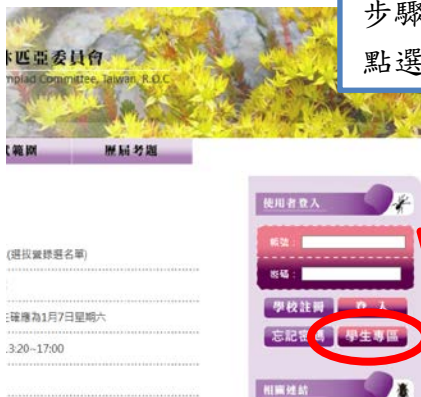 步驟
點選
林匹亞委員會
mpiad Committee, Taiwan, R.O.C
範圍
歷屆考題
使用者登入
帳號:
密碼:
學校註冊
登 入
忘記密碼
學生專區
(選拔營錄選名單)
正確應為1月7日星期六
3:20~17:00
相關連結